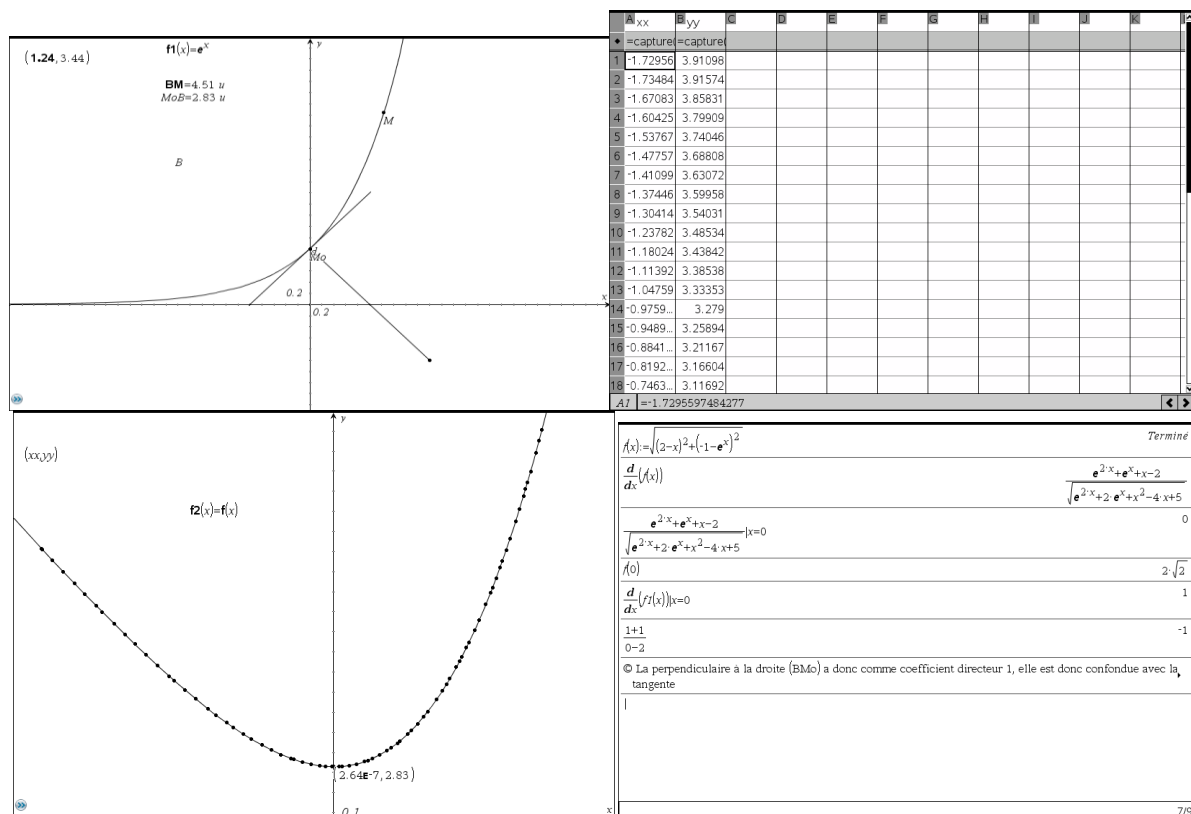 (1.24, 3.44)
f1(x)=eˣ
y
BM=4.51 u
MoB=2.83 u
M
B
Mo
0.2
x
0.2
A xx B yy C D E F G H I J K
◆ =capture( =capture(
1 -1.72956 3.91098
2 -1.73484 3.91574
3 -1.67083 3.85831
4 -1.60425 3.79909
5 -1.53767 3.74046
6 -1.47757 3.68808
7 -1.41099 3.63072
8 -1.37446 3.59958
9 -1.30414 3.54031
10 -1.23782 3.48534
11 -1.18024 3.43842
12 -1.11392 3.38538
13 -1.04759 3.33353
14 -0.9759... 3.279
15 -0.9489... 3.25894
16 -0.8841... 3.21167
17 -0.8192... 3.16604
18 -0.7463... 3.11692
A1 =-1.7295597484277
y
(xx,yy)
f2(x)=f(x)
(2.64E-7, 2.83)
0.1
x
f(x):=√((2-x)²+(-1-eˣ)²) Terminé
d/dx(f(x)) (e^(2·x)+eˣ+x-2)/√(e^(2·x)+2·eˣ+x²-4·x+5)
(e^(2·x)+eˣ+x-2)/√(e^(2·x)+2·eˣ+x²-4·x+5)|x=0 0
f(0) 2·√2
d/dx(f1(x))|x=0 1
(1+1)/(0-2) -1
© La perpendiculaire à la droite (BMo) a donc comme coefficient directeur 1, elle est donc confondue avec la
tangente
7/9